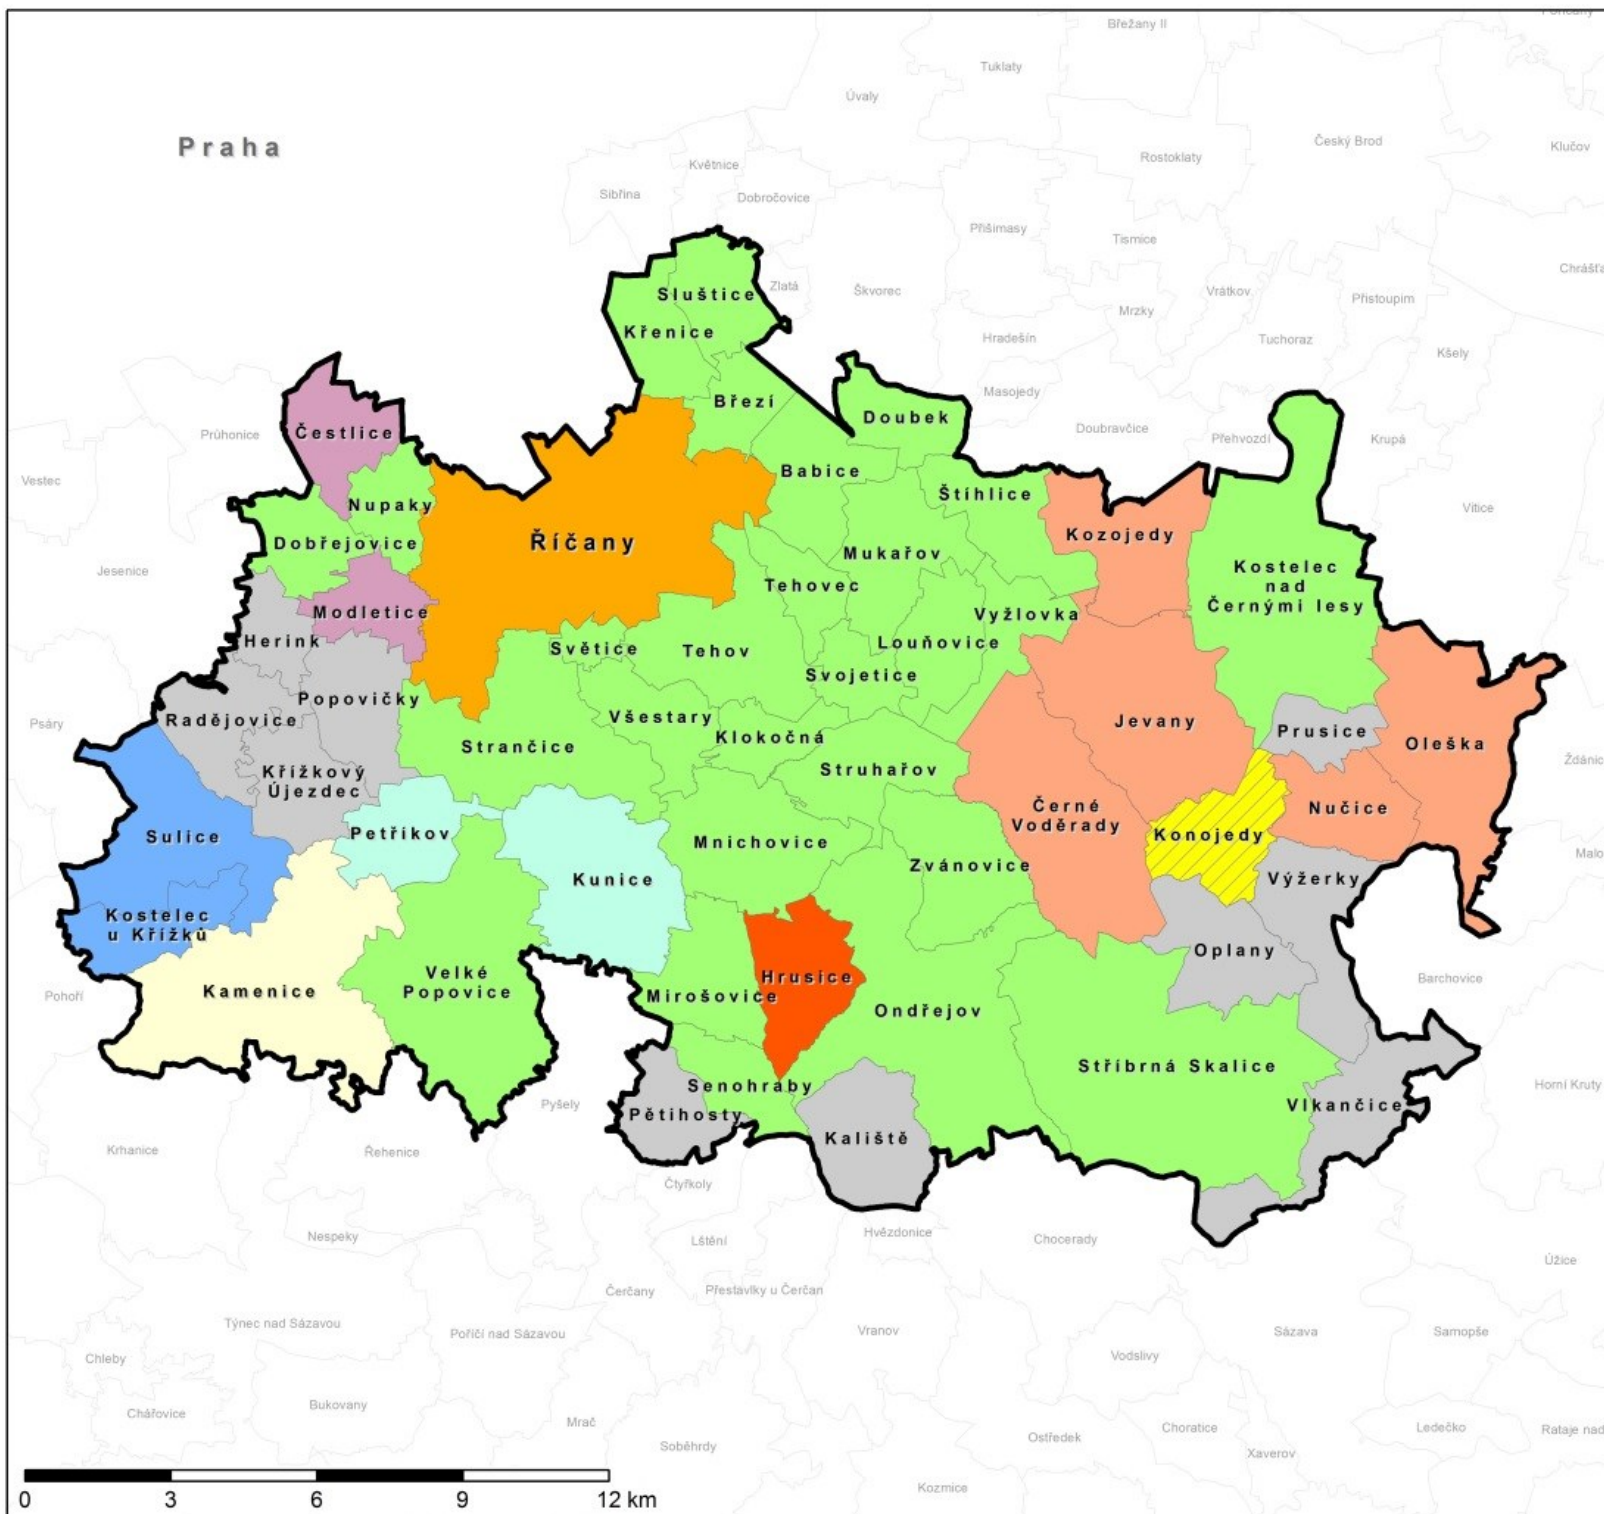 Břežany II
Tuklaty
Úvaly
Praha
Český Brod
Klučov
Rostoklaty
Květnice
Sibřina
Dobročovice
Přišimasy
Tismice
Chrášťa
Zlatá
Škvorec
Vrátkov
Přistoupim
Sluštice
Mrzky
Křenice
Hradešín
Tuchoraz
Kšely
Masojedy
Březí
Doubek
Čestlice
Průhonice
Doubravčice
Přehvozdí
Krupá
Vestec
Babice
Štíhlice
Nupaky
Vitice
Kozojedy
Říčany
Dobřejovice
Mukařov
Jesenice
Kostelec
nad
Černými lesy
Tehovec
Modletice
Vyžlovka
Herink
Louňovice
Světice
Tehov
Svojetice
Popovičky
Psáry
Radějovice
Všestary
Jevany
Prusice
Klokočná
Strančice
Oleška
Struhařov
Ždánic
Křížkový
Újezdec
Černé
Voděrady
Nučice
Sulice
Petříkov
Konojedy
Mnichovice
Malo
Zvánovice
Kunice
Výžerky
Kostelec
u Křížků
Oplany
Velké
Popovice
Hrusice
Barchovice
Kamenice
Pohoří
Mirošovice
Ondřejov
Stříbrná Skalice
Senohraby
Horní Kruty
Pyšely
Vlkančice
Pětihosty
Kaliště
Krhanice
Řehenice
Čtyřkoly
Nespeky
Lštění
Hvězdonice
Chocerady
Úžice
Čerčany
Přestavlky u Čerčan
Týnec nad Sázavou
Poříčí nad Sázavou
Vranov
Sázava
Samopše
Chleby
Vodslivy
Bukovany
Chářovice
Mrač
Choratice
Ledečko
Rataje nad
Ostředek
Soběhrdy
Xaverov
Kozmice
0 3 6 9 12 km